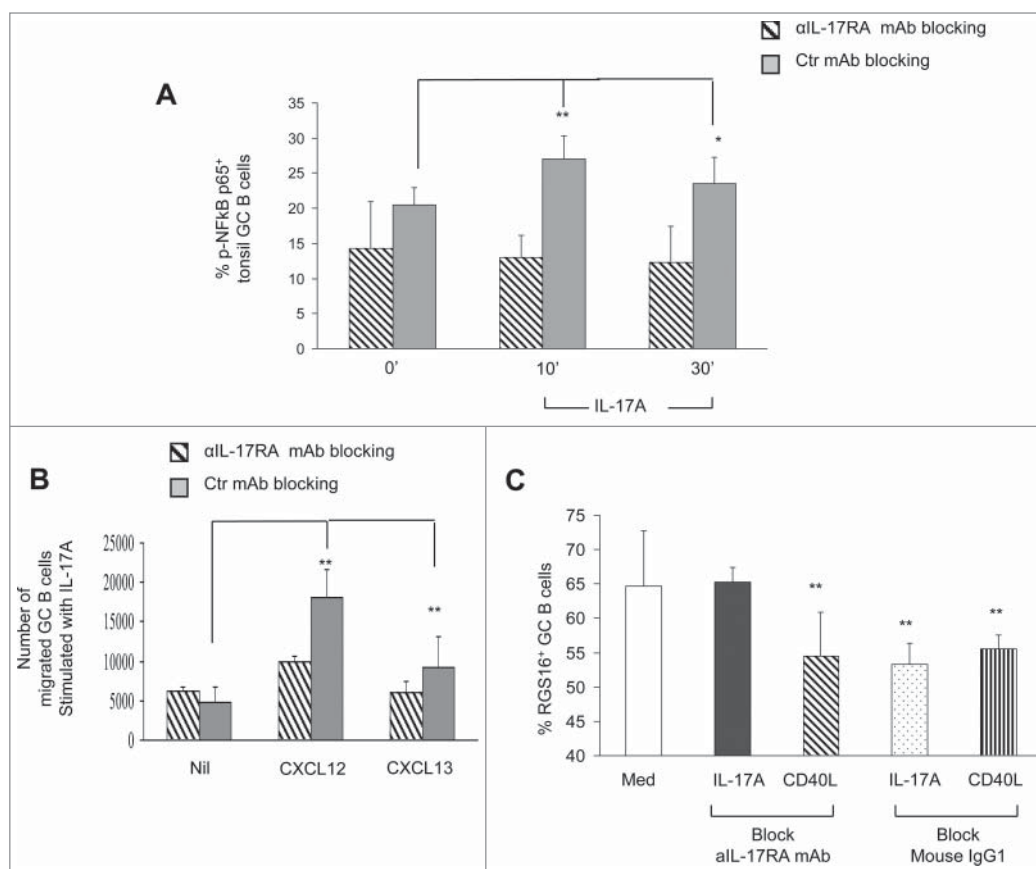 αIL-17RA mAb blocking
Ctr mAb blocking
A
% p-NFkB p65+
tonsil GC B cells
35
30
25
20
15
10
5
0
**
*
0' 10' 30'
IL-17A
B
αIL-17RA mAb blocking
Ctr mAb blocking
Number of
migrated GC B cells
Stimulated with IL-17A
25000
20000
15000
10000
5000
0
**
**
Nil CXCL12 CXCL13
C
% RGS16+ GC B cells
75
70
65
60
55
50
45
40
**
**
**
Med IL-17A CD40L IL-17A CD40L
Block Block
aIL-17RA mAb Mouse IgG1